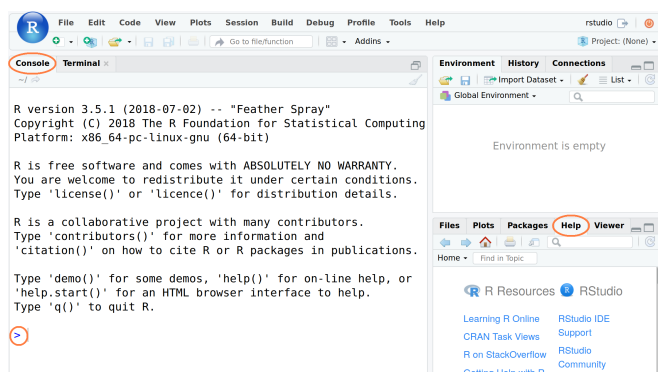 R
File Edit Code View Plots Session Build Debug Profile Tools Help
rstudio
Go to file/function
Addins
R Project: (None)
Console Terminal
~/
R version 3.5.1 (2018-07-02) -- "Feather Spray"
Copyright (C) 2018 The R Foundation for Statistical Computing
Platform: x86_64-pc-linux-gnu (64-bit)
R is free software and comes with ABSOLUTELY NO WARRANTY.
You are welcome to redistribute it under certain conditions.
Type 'license()' or 'licence()' for distribution details.
R is a collaborative project with many contributors.
Type 'contributors()' for more information and
'citation()' on how to cite R or R packages in publications.
Type 'demo()' for some demos, 'help()' for on-line help, or
'help.start()' for an HTML browser interface to help.
Type 'q()' to quit R.
>
Environment History Connections
Import Dataset List
Global Environment
Environment is empty
Files Plots Packages Help Viewer
Home Find in Topic
R R Resources R RStudio
Learning R Online
CRAN Task Views
R on StackOverflow
Getting Help with R
RStudio IDE
Support
RStudio
Community